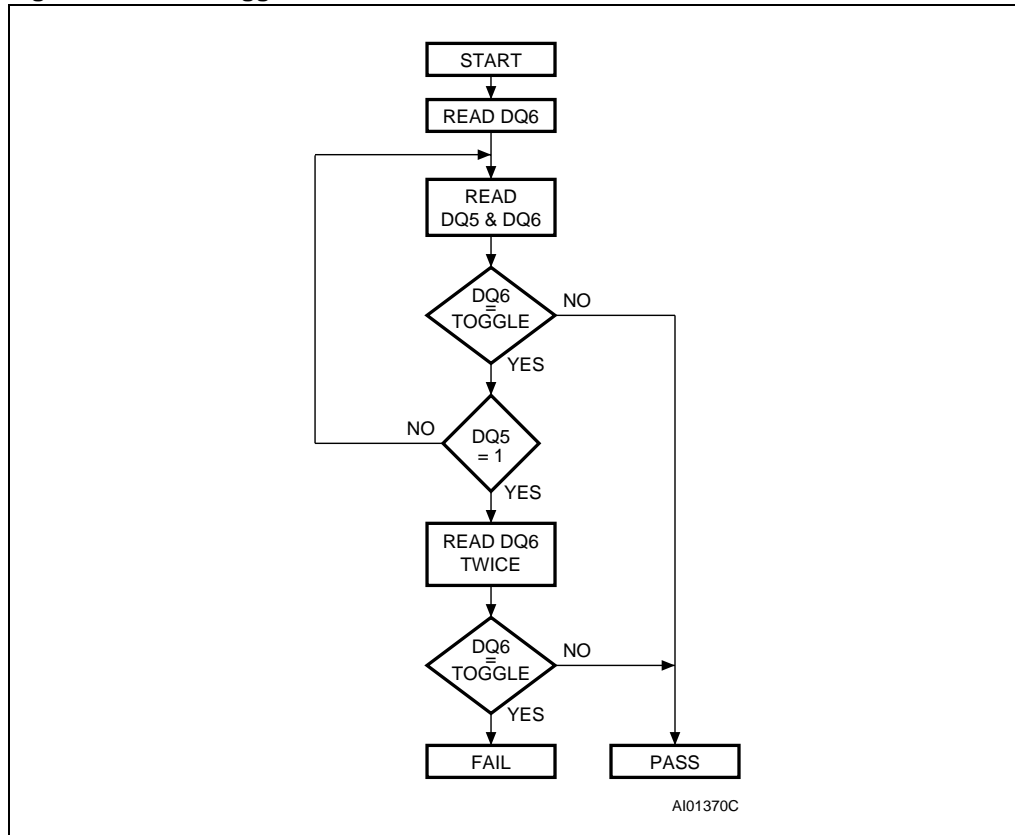 START
READ DQ6
READ
DQ5 & DQ6
DQ6
=
TOGGLE
NO
YES
NO
DQ5
= 1
YES
READ DQ6
TWICE
DQ6
=
TOGGLE
NO
YES
FAIL
PASS
AI01370C